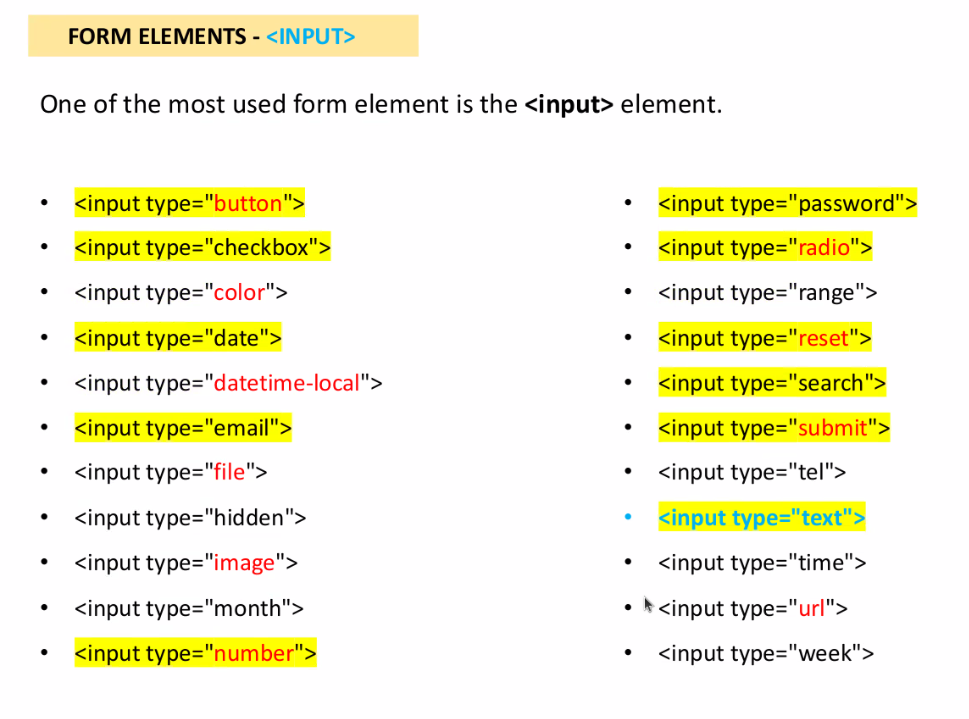 FORM ELEMENTS - <INPUT>
One of the most used form element is the <input> element.
• <input type="button">
• <input type="checkbox">
• <input type="color">
• <input type="date">
• <input type="datetime-local">
• <input type="email">
• <input type="file">
• <input type="hidden">
• <input type="image">
• <input type="month">
• <input type="number">
• <input type="password">
• <input type="radio">
• <input type="range">
• <input type="reset">
• <input type="search">
• <input type="submit">
• <input type="tel">
• <input type="text">
• <input type="time">
• <input type="url">
• <input type="week">